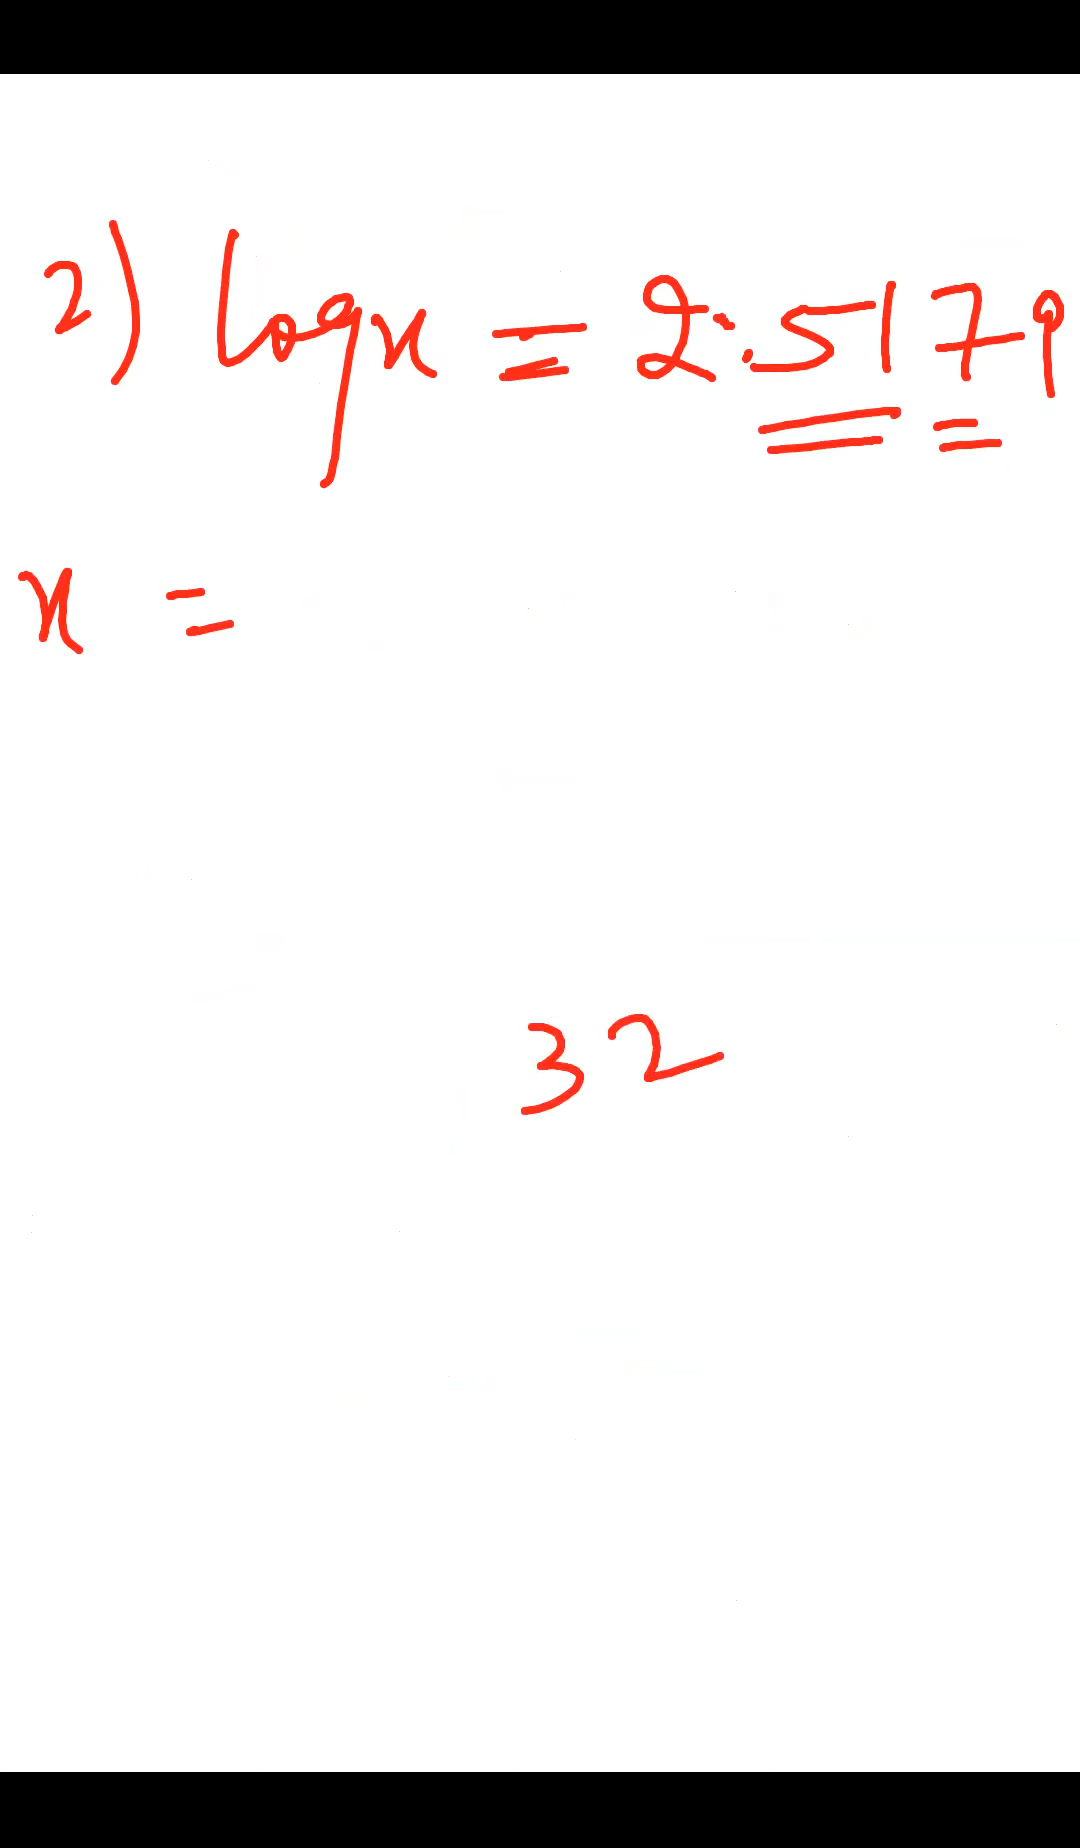 2) log x = 2.5179
x =
32